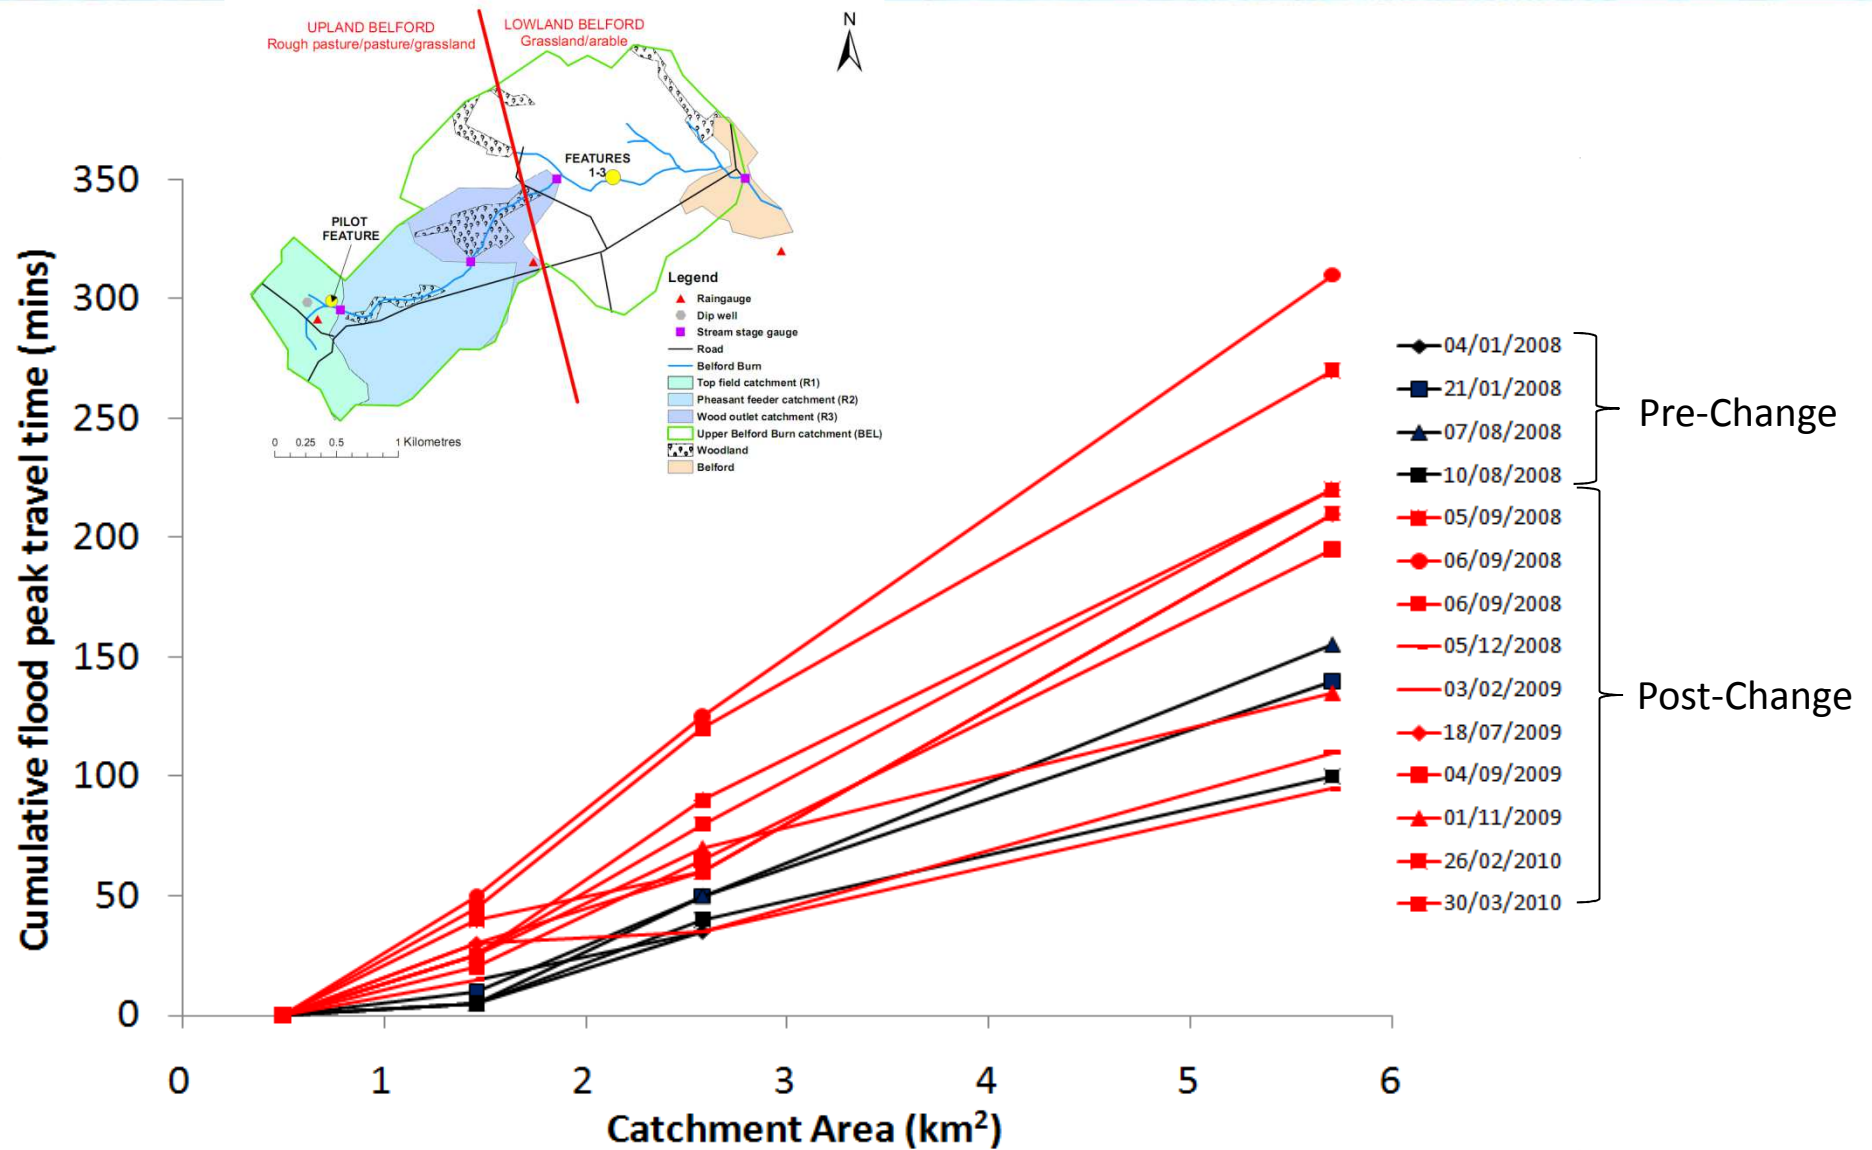 UPLAND BELFORD
Rough pasture/pasture/grassland
LOWLAND BELFORD
Grassland/arable
N
FEATURES
1-3
PILOT
FEATURE
Legend
Raingauge
Dip well
Stream stage gauge
Road
Belford Burn
Top field catchment (R1)
Pheasant feeder catchment (R2)
Wood outlet catchment (R3)
Upper Belford Burn catchment (BEL)
Woodland
Belford
0 0.25 0.5 1 Kilometres
Cumulative flood peak travel time (mins)
350
300
250
200
150
100
50
0
0 1 2 3 4 5 6
Catchment Area (km²)
04/01/2008
21/01/2008
07/08/2008
10/08/2008
05/09/2008
06/09/2008
06/09/2008
05/12/2008
03/02/2009
18/07/2009
04/09/2009
01/11/2009
26/02/2010
30/03/2010
Pre-Change
Post-Change